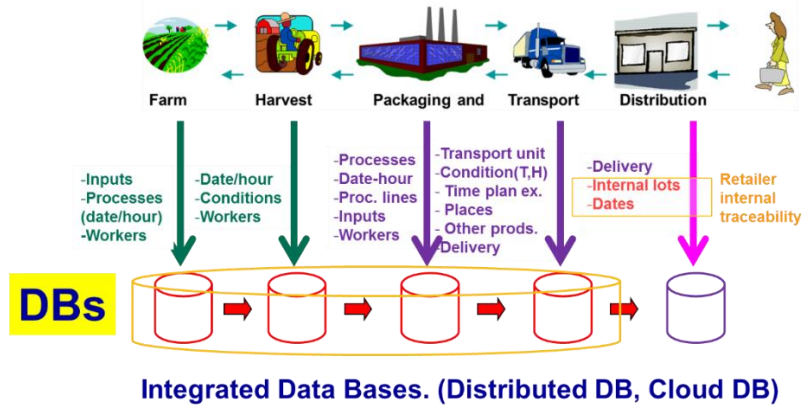 Farm
Harvest
Packaging and
Transport
Distribution
-Inputs
-Processes
(date/hour)
-Workers
-Date/hour
-Conditions
-Workers
-Processes
-Date-hour
-Proc. lines
-Inputs
-Workers
-Transport unit
-Condition(T,H)
- Time plan ex.
- Places
- Other prods.
-Delivery
-Delivery
-Internal lots
-Dates
Retailer
internal
traceability
DBs
Integrated Data Bases. (Distributed DB, Cloud DB)